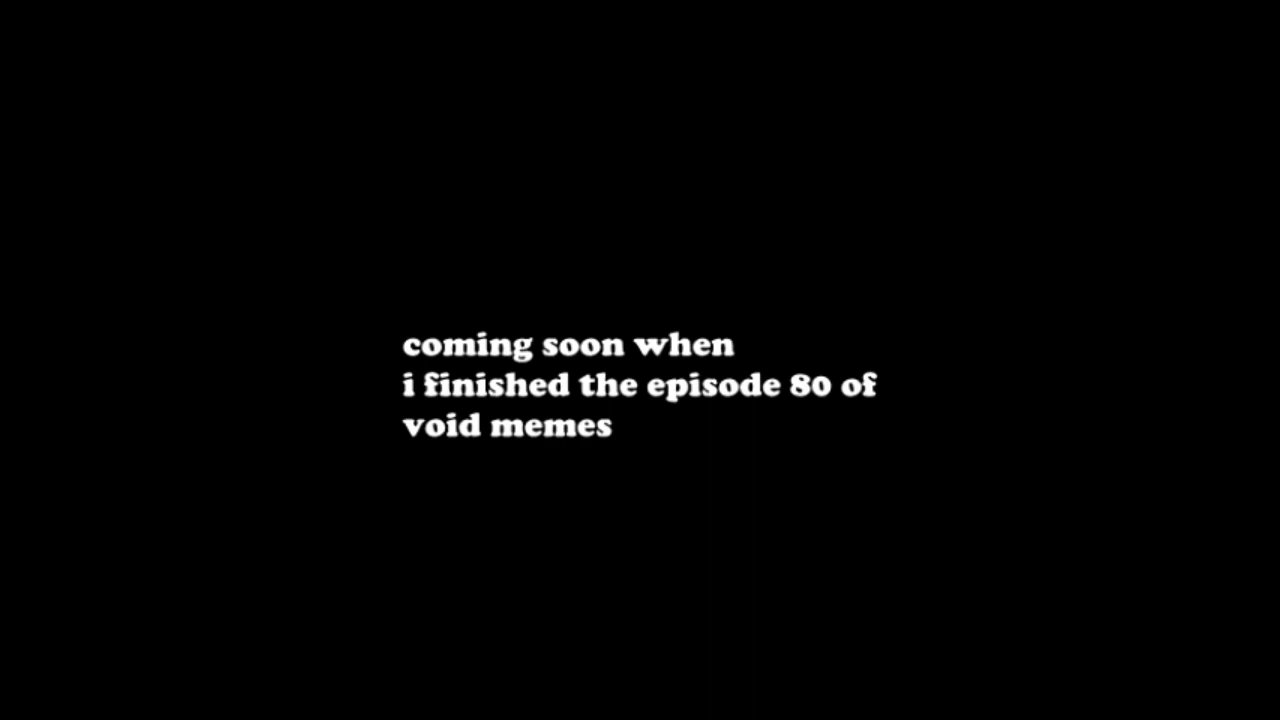 coming soon when
i finished the episode 80 of
void memes